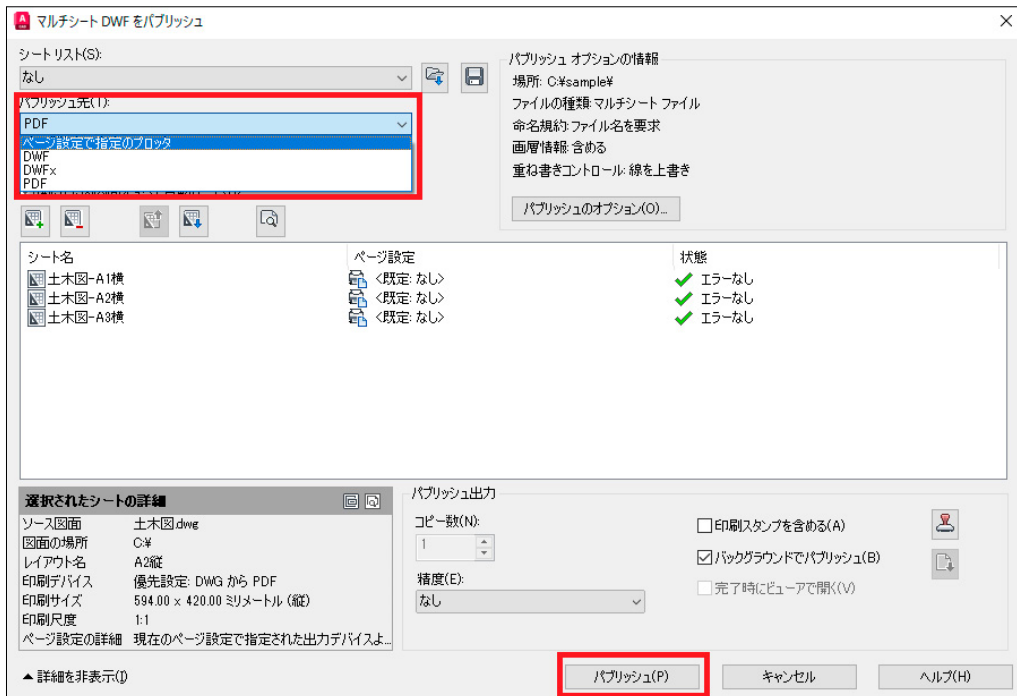 マルチシート DWF をパブリッシュ
シート リスト(S):
なし
パブリッシュ先(T):
PDF
ページ設定で指定のプロッタ
DWF
DWFx
PDF
パブリッシュ オプションの情報
場所: C:¥sample¥
ファイルの種類: マルチシート ファイル
命名規約: ファイル名を要求
画層情報: 含める
重ね書きコントロール: 線を上書き
パブリッシュのオプション(O)...
シート名 ページ設定 状態
土木図-A1横 <既定: なし> エラーなし
土木図-A2横 <既定: なし> エラーなし
土木図-A3横 <既定: なし> エラーなし
選択されたシートの詳細
ソース図面 土木図.dwg
図面の場所 C:¥
レイアウト名 A2縦
印刷デバイス 優先設定: DWG から PDF
印刷サイズ 594.00 x 420.00 ミリメートル (縦)
印刷尺度 1:1
ページ設定の詳細 現在のページ設定で指定された出力デバイスよ...
パブリッシュ出力
コピー数(N):
1
精度(E):
なし
印刷スタンプを含める(A)
バックグラウンドでパブリッシュ(B)
完了時にビューアで開く(V)
詳細を非表示(I)
パブリッシュ(P)
キャンセル
ヘルプ(H)